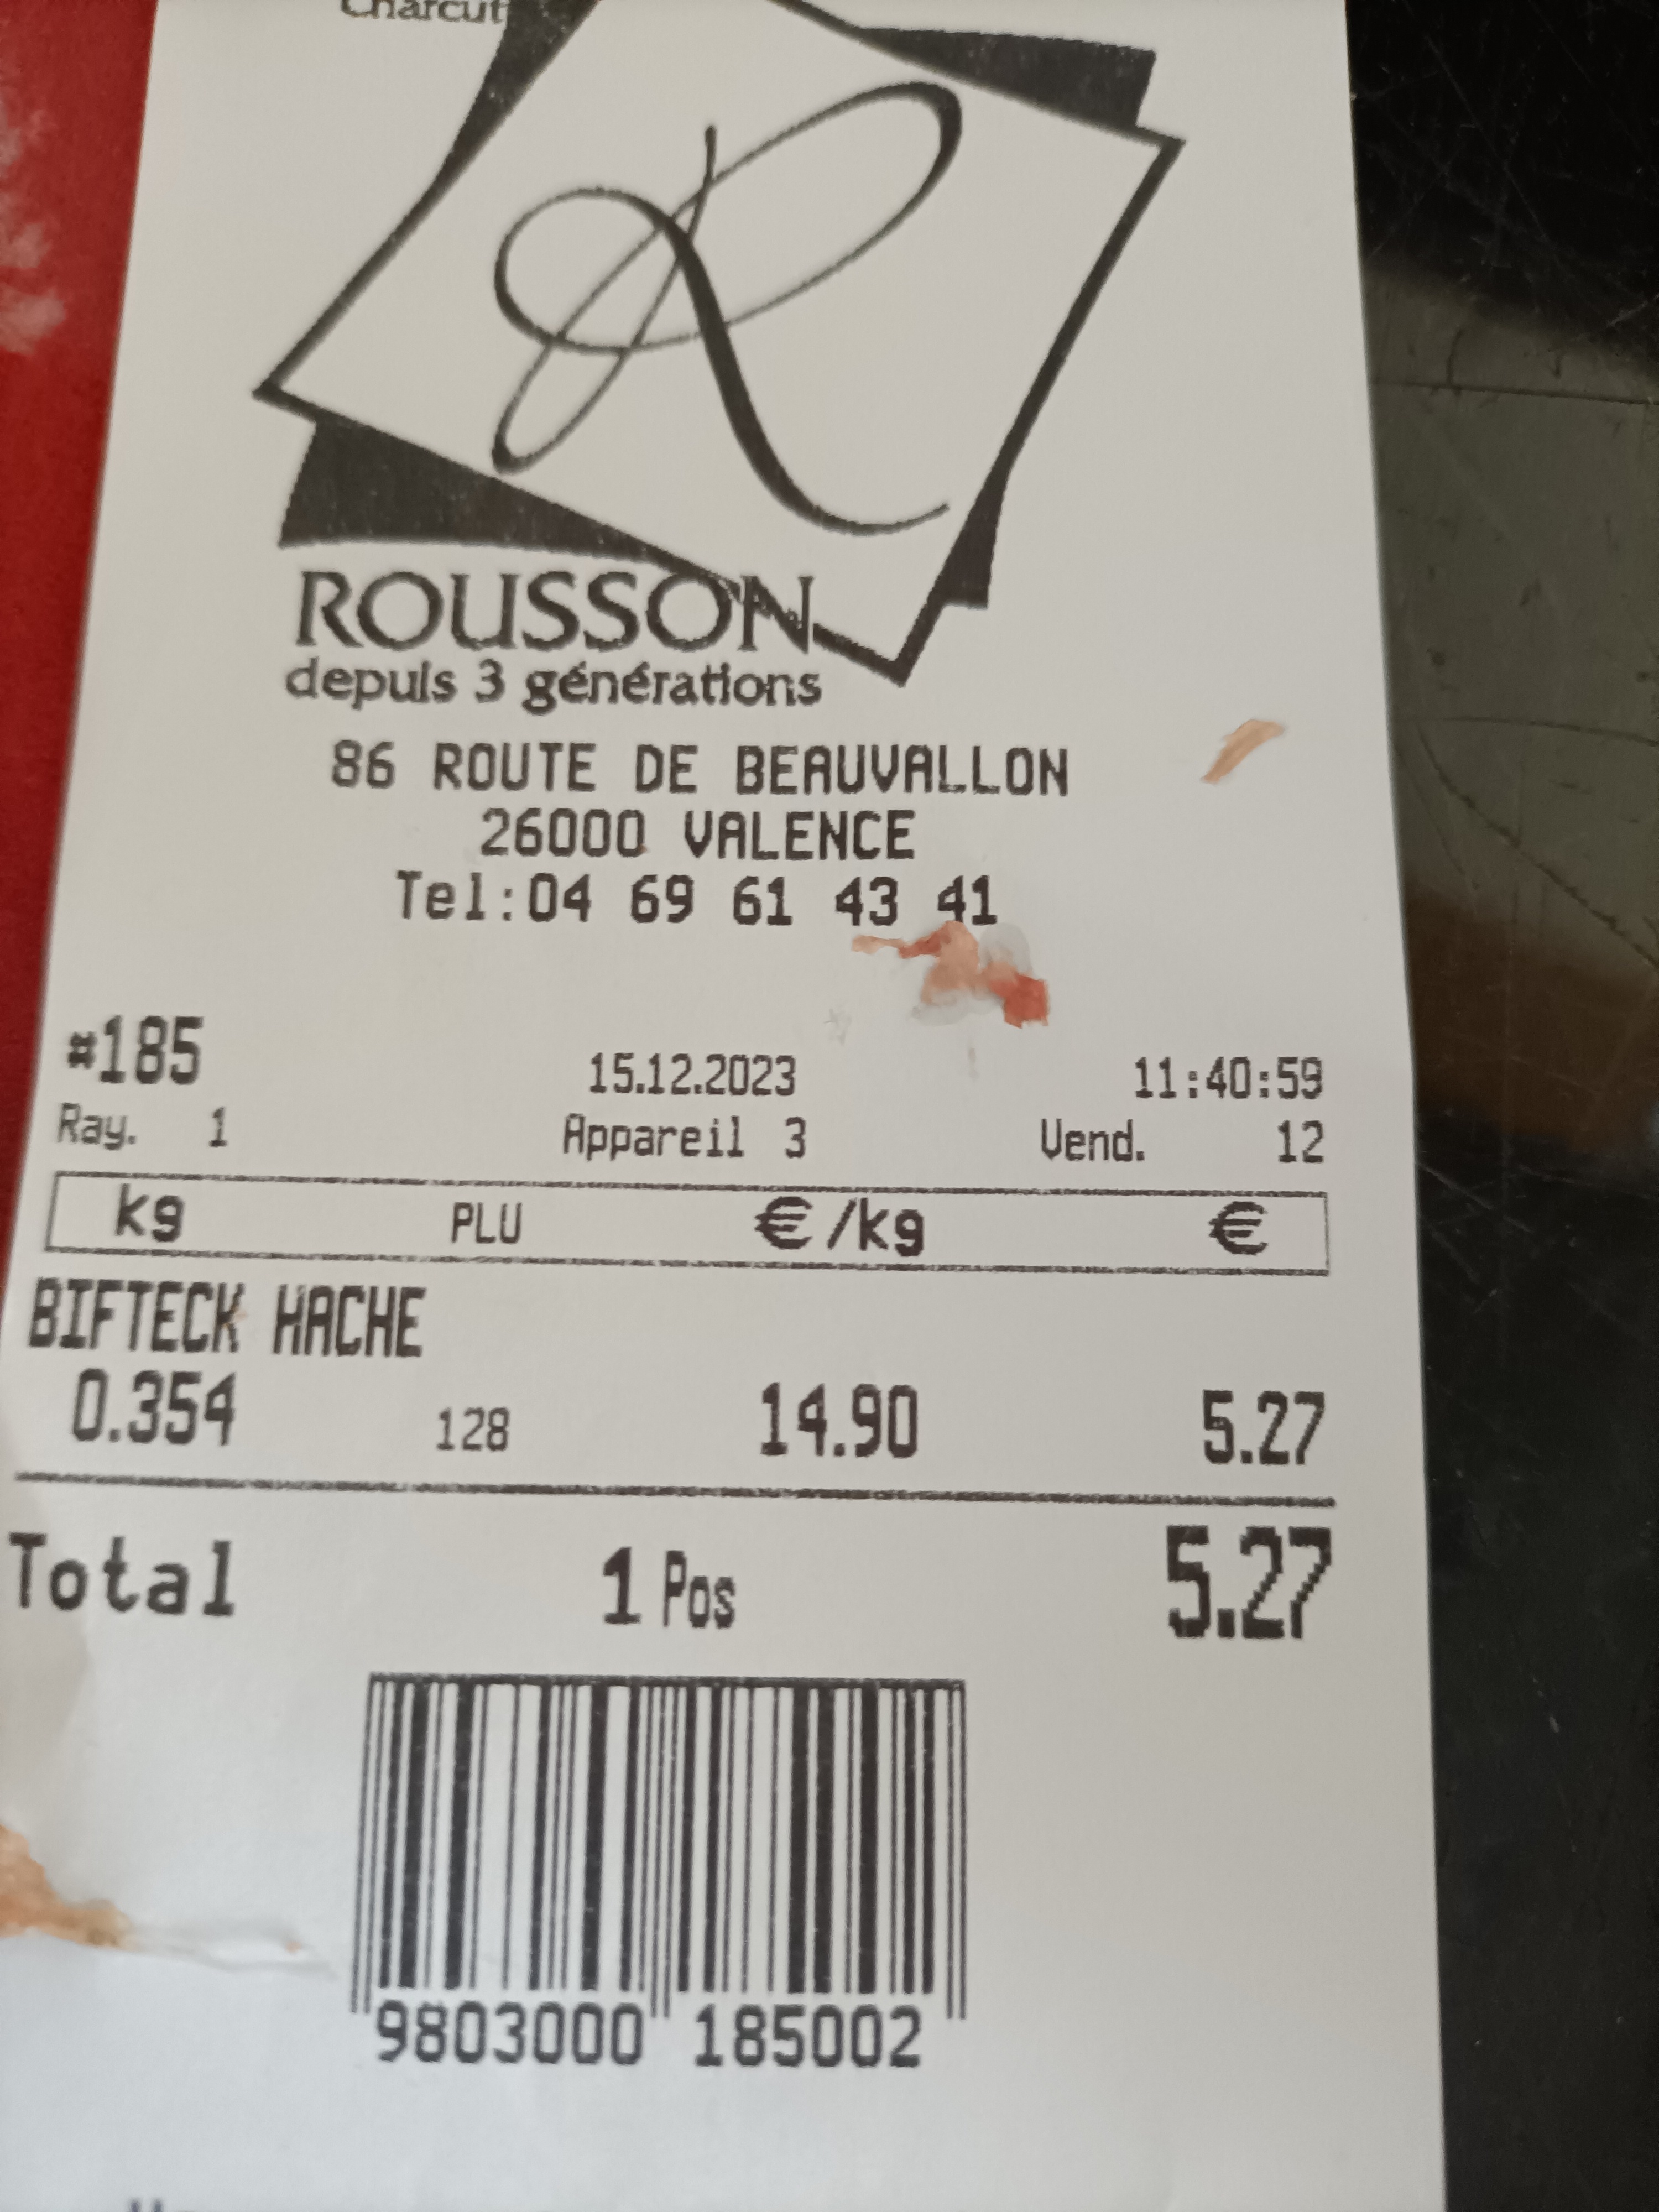 R
ROUSSON
depuis 3 générations
86 ROUTE DE BEAUVALLON
26000 VALENCE
Tel:04 69 61 43 41
#185 15.12.2023 11:40:59
Ray. 1 Appareil 3 Vend. 12
kg PLU €/kg €
BIFTECK HACHE
0.354 128 14.90 5.27
Total 1 Pos 5.27
9803000 185002